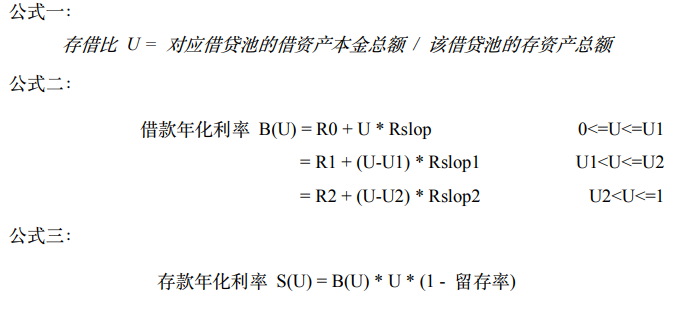 公式一：
存借比 U = 对应借贷池的借资产本金总额 / 该借贷池的存资产总额
公式二：
借款年化利率 B(U) = R0 + U * Rslop 0<=U<=U1
= R1 + (U-U1) * Rslop1 U1<U<=U2
= R2 + (U-U2) * Rslop2 U2<U<=1
公式三：
存款年化利率 S(U) = B(U) * U * (1 - 留存率)